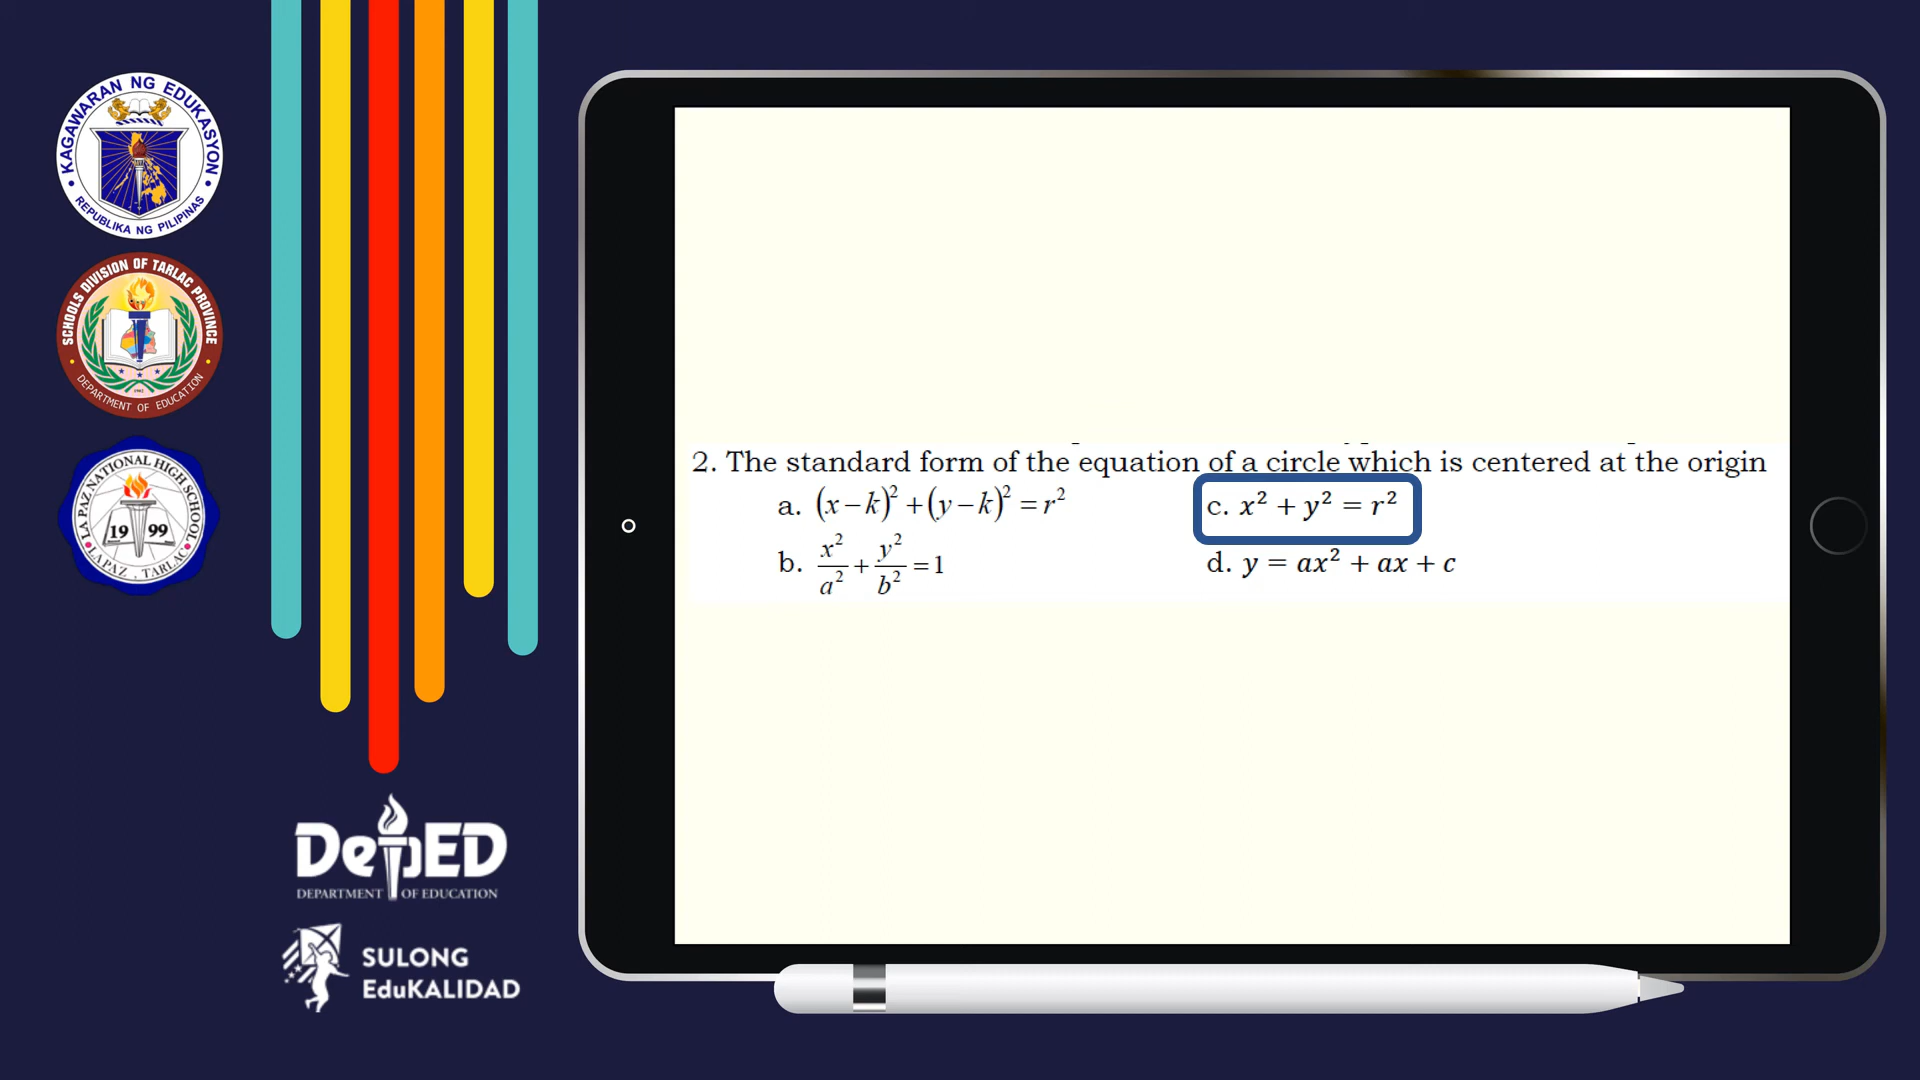 KAGAWARAN NG EDUKASYON
REPUBLIKA NG PILIPINAS
SCHOOLS DIVISION OF TARLAC PROVINCE
DEPARTMENT OF EDUCATION
LA PAZ NATIONAL HIGH SCHOOL
19 99
LA PAZ, TARLAC
DepED
DEPARTMENT OF EDUCATION
SULONG
EduKALIDAD
2. The standard form of the equation of a circle which is centered at the origin
a. (x − k)² + (y − k)² = r²
c. x² + y² = r²
b. x²/a² + y²/b² = 1
d. y = ax² + ax + c